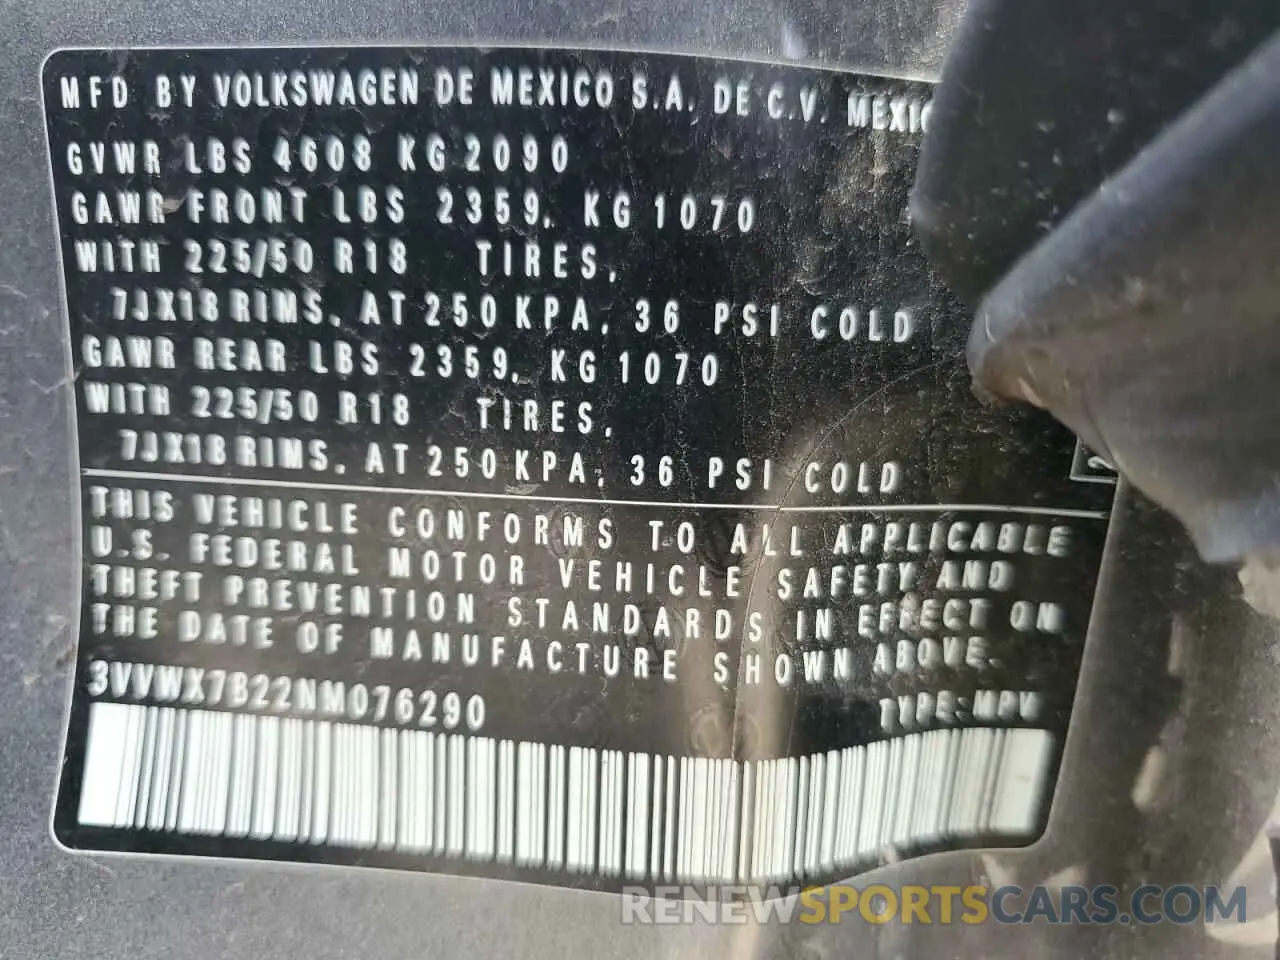 MFD BY VOLKSWAGEN DE MEXICO S.A. DE C.V.
GVWR LBS 4608 KG 2090
GAWR FRONT LBS 2359, KG 1070
WITH 225/50 R18 TIRES,
7JX18 RIMS, AT 250 KPA, 36 PSI COLD
GAWR REAR LBS 2359, KG 1070
WITH 225/50 R18 TIRES,
7JX18 RIMS, AT 250 KPA, 36 PSI COLD
THIS VEHICLE CONFORMS TO ALL APPLICABLE
U.S. FEDERAL MOTOR VEHICLE SAFETY AND
THEFT PREVENTION STANDARDS IN EFFECT ON
THE DATE OF MANUFACTURE SHOWN ABOVE.
3VVWX7B22NM076290 TYPE: MPV
RENEWSPORTSCARS.COM